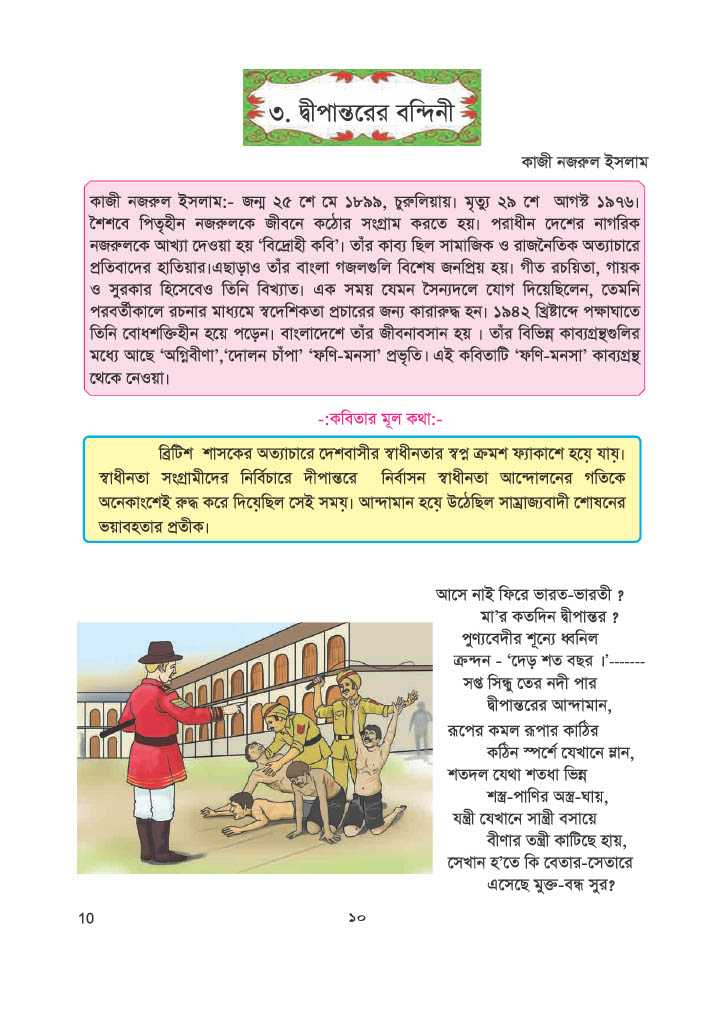 ৩. দ্বীপান্তরের বন্দিনী
কাজী নজরুল ইসলাম
কাজী নজরুল ইসলাম:- জন্ম ২৫ শে মে ১৮৯৯, চুরুলিয়ায়। মৃত্যু ২৯ শে আগস্ট ১৯৭৬।
শৈশবে পিতৃহীন নজরুলকে জীবনে কঠোর সংগ্রাম করতে হয়। পরাধীন দেশের নাগরিক
নজরুলকে আখ্যা দেওয়া হয় ‘বিদ্রোহী কবি’। তাঁর কাব্য ছিল সামাজিক ও রাজনৈতিক অত্যাচারে
প্রতিবাদের হাতিয়ার।এছাড়াও তাঁর বাংলা গজলগুলি বিশেষ জনপ্রিয় হয়। গীত রচয়িতা, গায়ক
ও সুরকার হিসেবেও তিনি বিখ্যাত। এক সময় যেমন সৈন্যদলে যোগ দিয়েছিলেন, তেমনি
পরবর্তীকালে রচনার মাধ্যমে স্বদেশিকতা প্রচারের জন্য কারারুদ্ধ হন। ১৯৪২ খ্রিষ্টাব্দে পক্ষাঘাতে
তিনি বোধশক্তিহীন হয়ে পড়েন। বাংলাদেশে তাঁর জীবনাবসান হয় । তাঁর বিভিন্ন কাব্যগ্রন্থগুলির
মধ্যে আছে ‘অগ্নিবীণা’,‘দোলন চাঁপা’ ‘ফণি-মনসা’ প্রভৃতি। এই কবিতাটি ‘ফণি-মনসা’ কাব্যগ্রন্থ
থেকে নেওয়া।
-:কবিতার মূল কথা:-
ব্রিটিশ শাসকের অত্যাচারে দেশবাসীর স্বাধীনতার স্বপ্ন ক্রমশ ফ্যাকাশে হয়ে যায়।
স্বাধীনতা সংগ্রামীদের নির্বিচারে দীপান্তরে নির্বাসন স্বাধীনতা আন্দোলনের গতিকে
অনেকাংশেই রুদ্ধ করে দিয়েছিল সেই সময়। আন্দামান হয়ে উঠেছিল সাম্রাজ্যবাদী শোষনের
ভয়াবহতার প্রতীক।
আসে নাই ফিরে ভারত-ভারতী ?
মা’র কতদিন দ্বীপান্তর ?
পুণ্যবেদীর শূন্যে ধ্বনিল
ক্রন্দন - ‘দেড় শত বছর ।’-------
সপ্ত সিন্ধু তের নদী পার
দ্বীপান্তরের আন্দামান,
রূপের কমল রূপার কাঠির
কঠিন স্পর্শে যেখানে ম্লান,
শতদল যেথা শতধা ভিন্ন
শস্ত্র-পাণির অস্ত্র-ঘায়,
যন্ত্রী যেখানে সান্ত্রী বসায়ে
বীণার তন্ত্রী কাটিছে হায়,
সেখান হ’তে কি বেতার-সেতারে
এসেছে মুক্ত-বন্ধ সুর?
10
১০